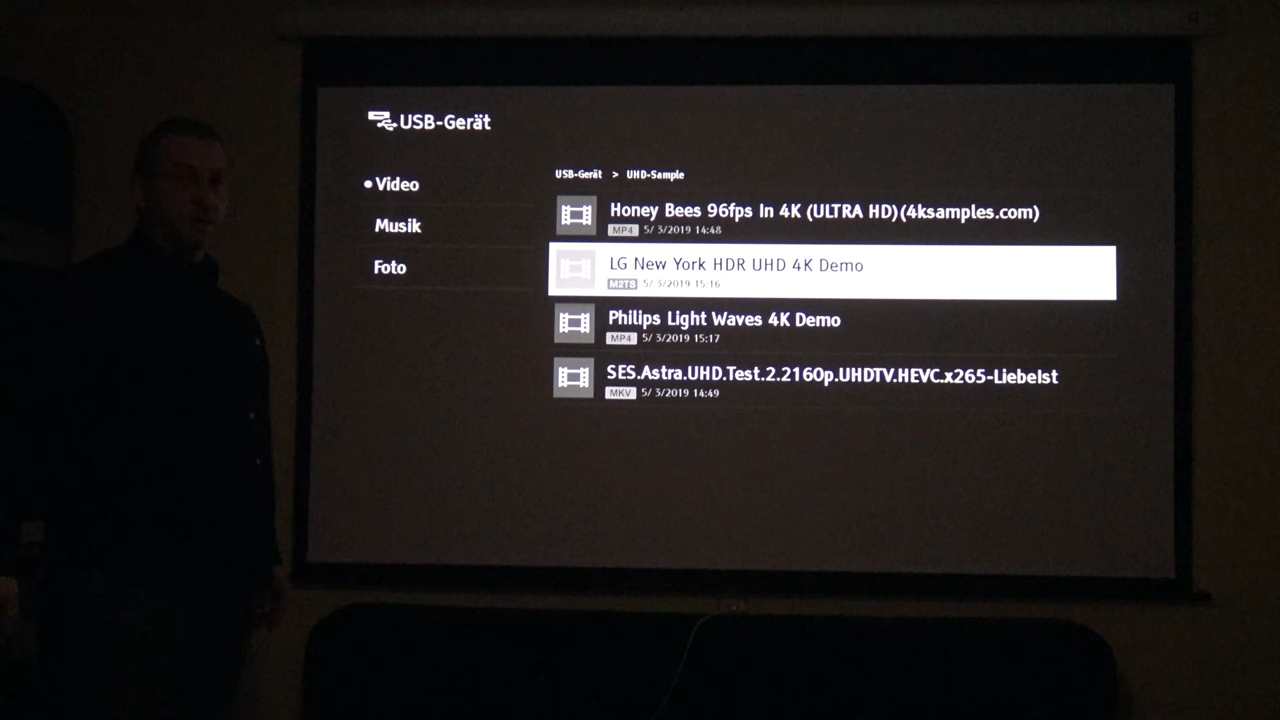 USB-Gerät
Video
Musik
Foto
USB-Gerät > UHD-Sample
Honey Bees 96fps In 4K (ULTRA HD)(4ksamples.com)
MP4 5/ 3/2019 14:48
LG New York HDR UHD 4K Demo
M2TS 5/ 3/2019 15:16
Philips Light Waves 4K Demo
MP4 5/ 3/2019 15:17
SES.Astra.UHD.Test.2.2160p.UHDTV.HEVC.x265-LiebeIst
MKV 5/ 3/2019 14:49